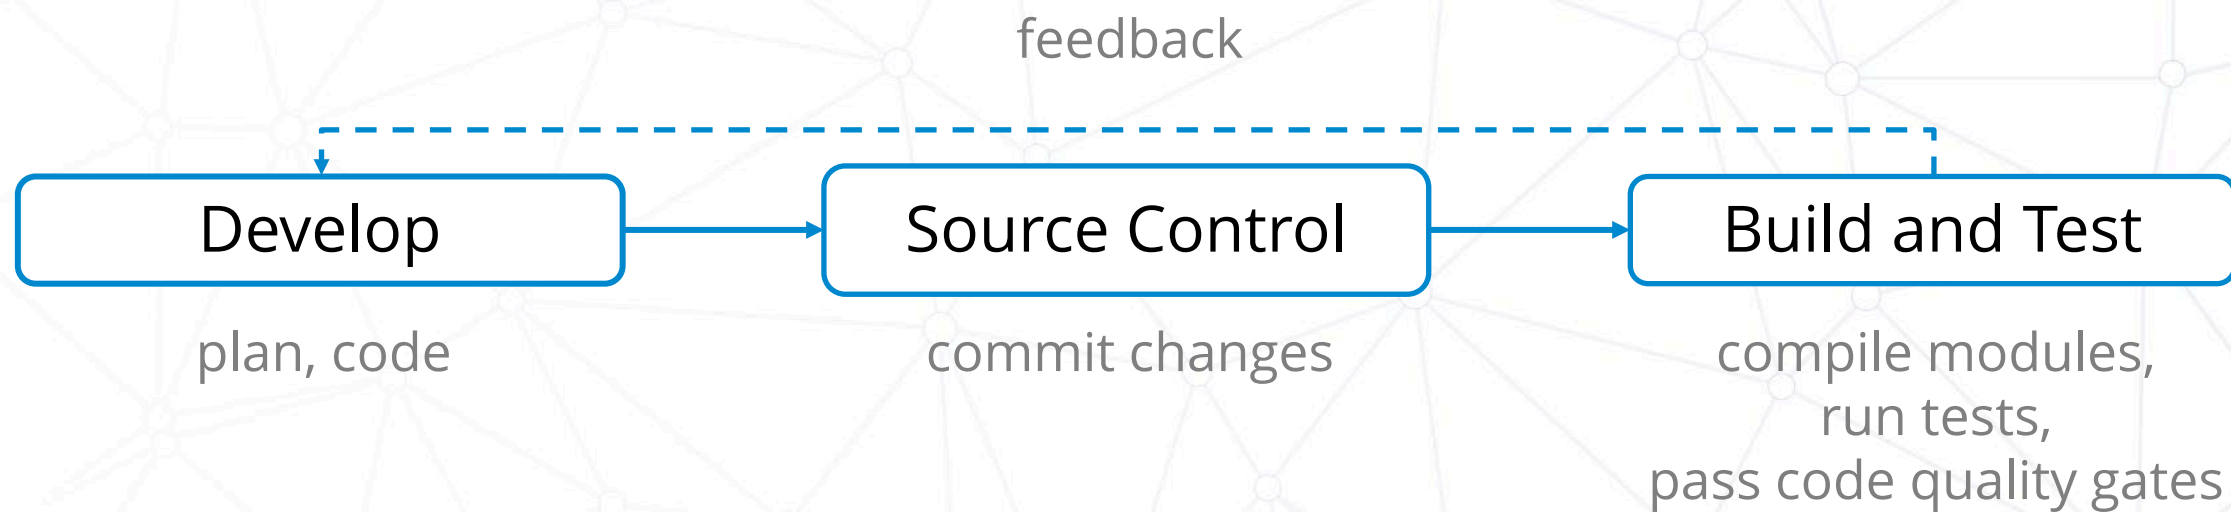 feedback
Develop
Source Control
Build and Test
plan, code
commit changes
compile modules,
run tests,
pass code quality gates